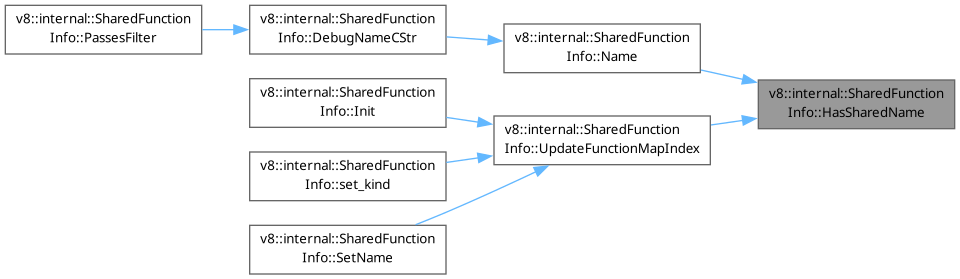 v8::internal::SharedFunction
Info::PassesFilter
v8::internal::SharedFunction
Info::DebugNameCStr
v8::internal::SharedFunction
Info::Name
v8::internal::SharedFunction
Info::HasSharedName
v8::internal::SharedFunction
Info::Init
v8::internal::SharedFunction
Info::UpdateFunctionMapIndex
v8::internal::SharedFunction
Info::set_kind
v8::internal::SharedFunction
Info::SetName